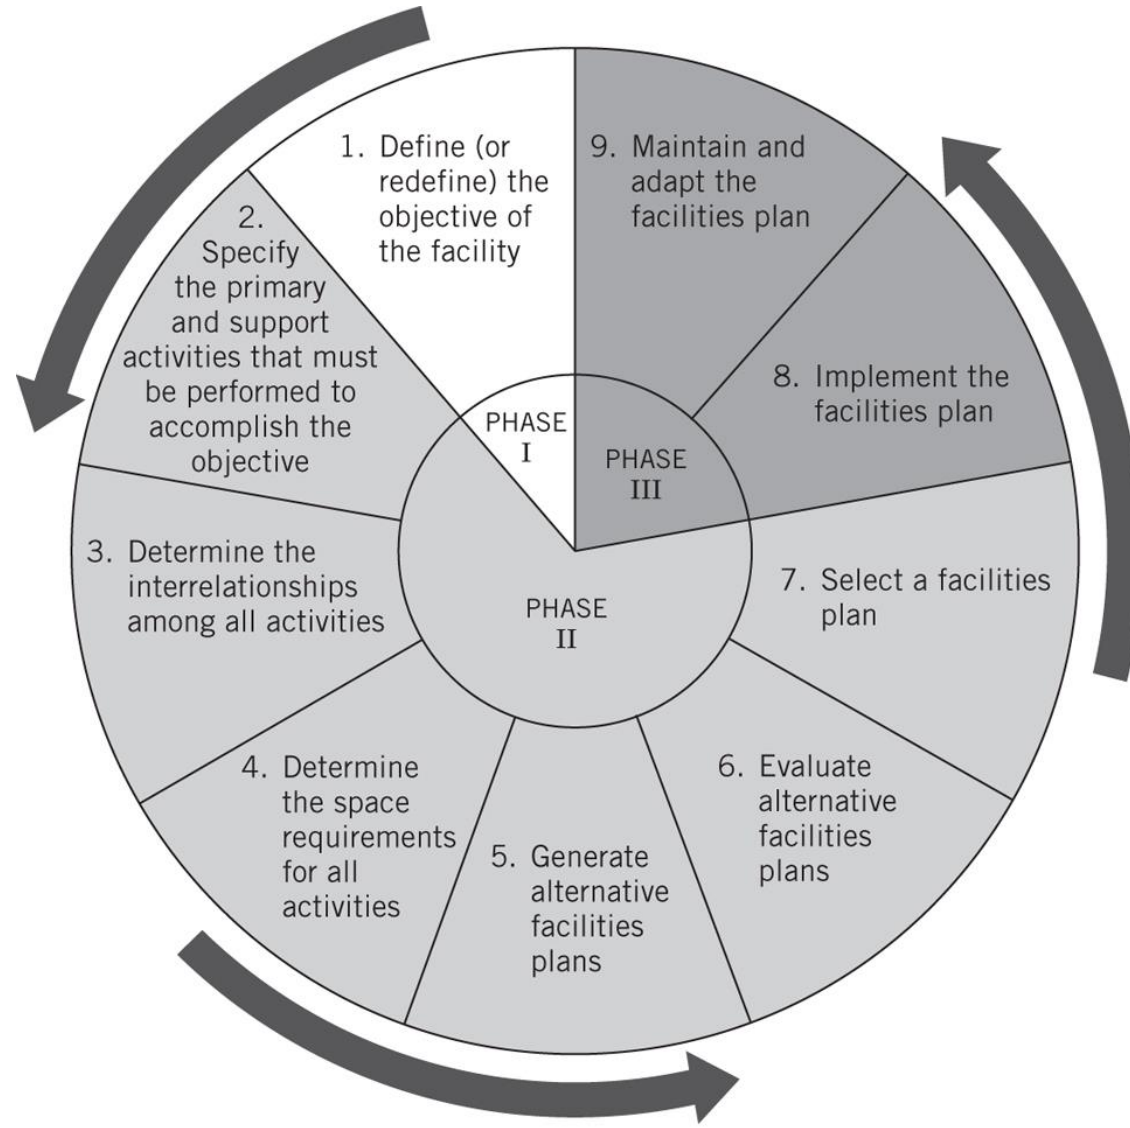 1. Define (or
redefine) the
objective of
the facility
2.
Specify
the primary
and support
activities that must
be performed to
accomplish the
objective
3. Determine the
interrelationships
among all activities
4. Determine
the space
requirements
for all
activities
5. Generate
alternative
facilities
plans
6. Evaluate
alternative
facilities
plans
7. Select a facilities
plan
8. Implement the
facilities plan
9. Maintain and
adapt the
facilities plan
PHASE
I
PHASE
II
PHASE
III